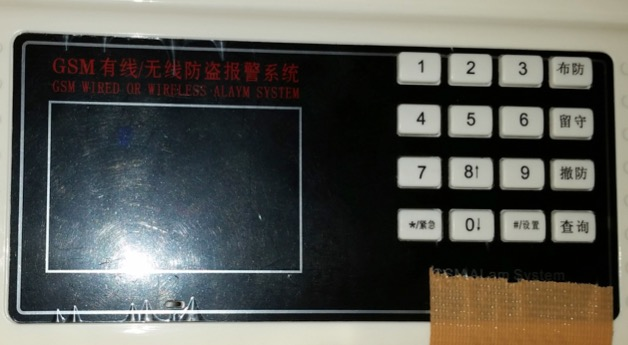 GSM有线/无线防盗报警系统
GSM WIRED OR WIRELESS ALAYM SYSTEM
1 2 3 布防
4 5 6 留守
7 8↑ 9 撤防
*/紧急 0↓ #/设置 查询
GSMALam System